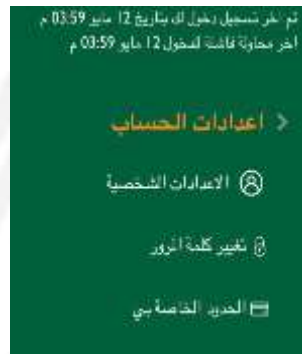 تم آخر تسجيل دخول لك بتاريخ 12 مايو 03:59 م
آخر محاولة فاشلة لدخول 12 مايو 03:59 م
اعدادات الحساب
الاعدادات الشخصية
تغيير كلمة المرور
الحدود الخاصة بي